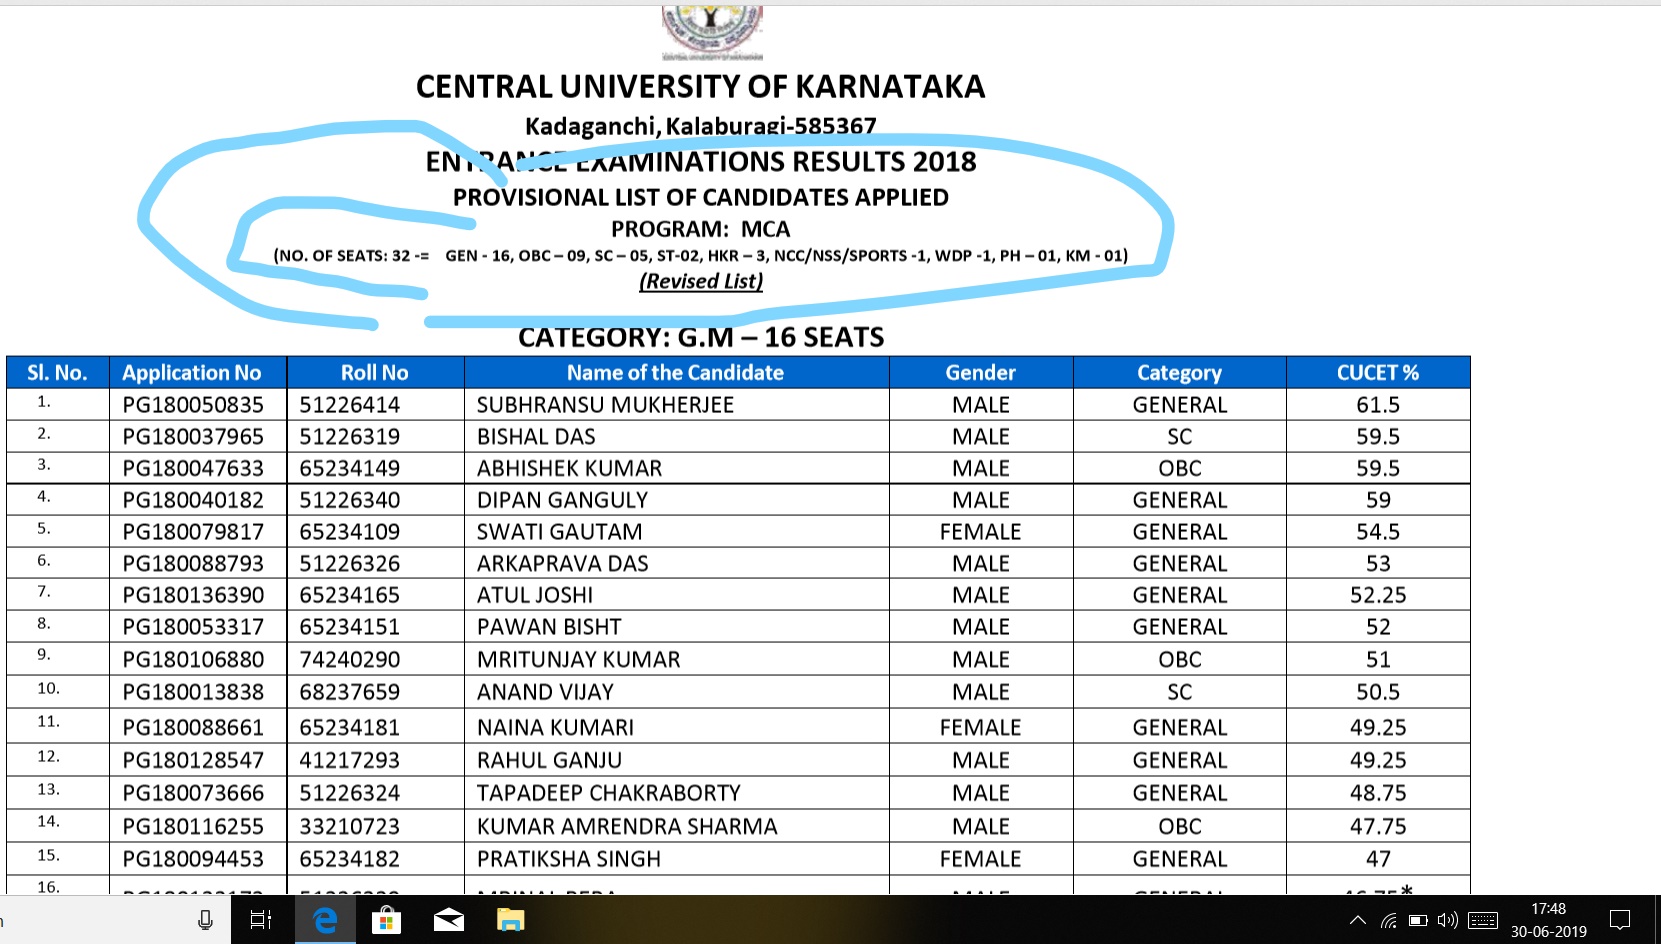 CENTRAL UNIVERSITY OF KARNATAKA
Kadaganchi, Kalaburagi-585367
ENTRANCE EXAMINATIONS RESULTS 2018
PROVISIONAL LIST OF CANDIDATES APPLIED
PROGRAM: MCA
(NO. OF SEATS: 32 -= GEN - 16, OBC – 09, SC – 05, ST-02, HKR – 3, NCC/NSS/SPORTS -1, WDP -1, PH – 01, KM - 01)
(Revised List)
CATEGORY: G.M – 16 SEATS
Sl. No. Application No Roll No Name of the Candidate Gender Category CUCET %
1. PG180050835 51226414 SUBHRANSU MUKHERJEE MALE GENERAL 61.5
2. PG180037965 51226319 BISHAL DAS MALE SC 59.5
3. PG180047633 65234149 ABHISHEK KUMAR MALE OBC 59.5
4. PG180040182 51226340 DIPAN GANGULY MALE GENERAL 59
5. PG180079817 65234109 SWATI GAUTAM FEMALE GENERAL 54.5
6. PG180088793 51226326 ARKAPRAVA DAS MALE GENERAL 53
7. PG180136390 65234165 ATUL JOSHI MALE GENERAL 52.25
8. PG180053317 65234151 PAWAN BISHT MALE GENERAL 52
9. PG180106880 74240290 MRITUNJAY KUMAR MALE OBC 51
10. PG180013838 68237659 ANAND VIJAY MALE SC 50.5
11. PG180088661 65234181 NAINA KUMARI FEMALE GENERAL 49.25
12. PG180128547 41217293 RAHUL GANJU MALE GENERAL 49.25
13. PG180073666 51226324 TAPADEEP CHAKRABORTY MALE GENERAL 48.75
14. PG180116255 33210723 KUMAR AMRENDRA SHARMA MALE OBC 47.75
15. PG180094453 65234182 PRATIKSHA SINGH FEMALE GENERAL 47
16.
17:48
30-06-2019